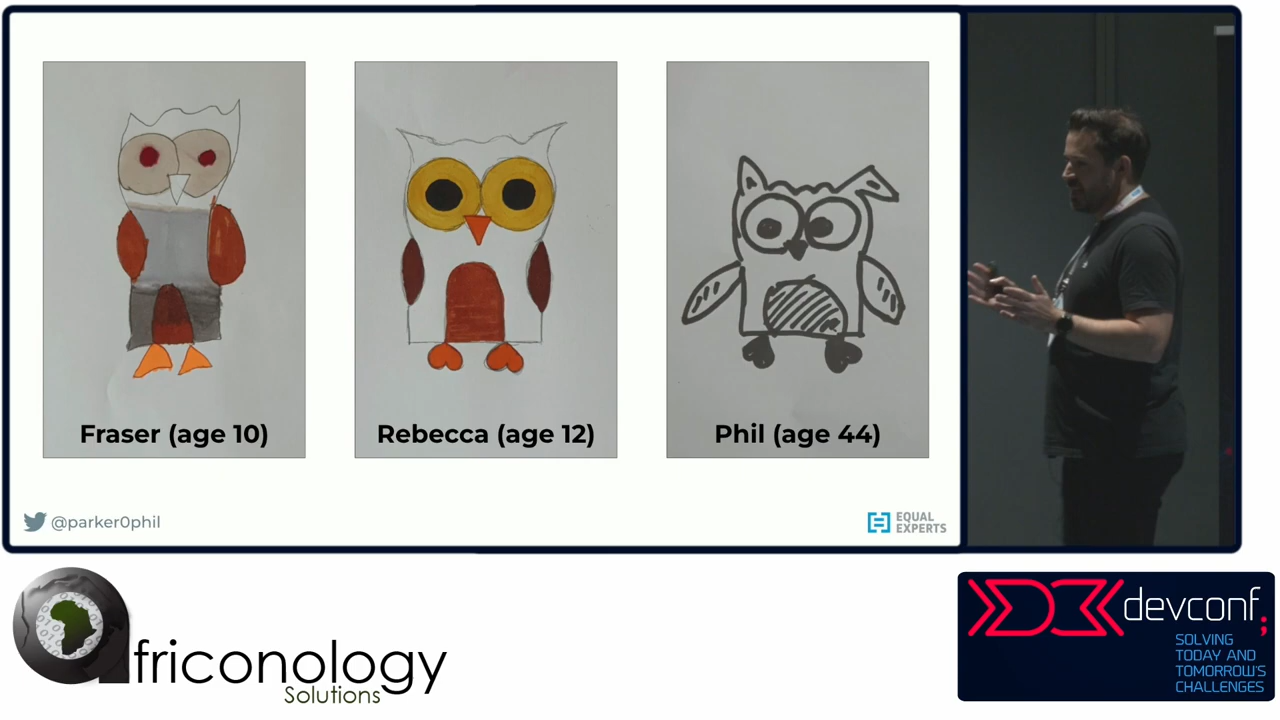 Fraser (age 10)
Rebecca (age 12)
Phil (age 44)
@parker0phil
EQUAL
EXPERTS
africonology
Solutions
devconf;
SOLVING
TODAY AND
TOMORROW'S
CHALLENGES